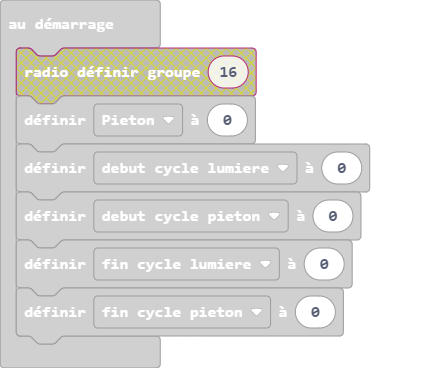 au démarrage
radio définir groupe 16
définir Pieton à 0
définir debut cycle lumiere à 0
définir debut cycle pieton à 0
définir fin cycle lumiere à 0
définir fin cycle pieton à 0